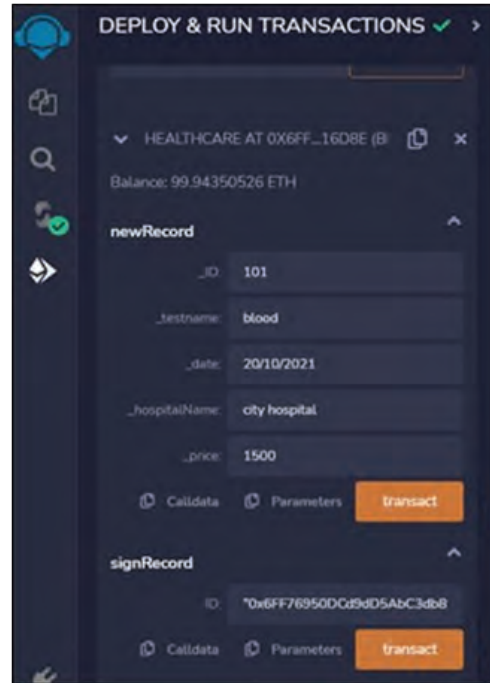 DEPLOY & RUN TRANSACTIONS
HEALTHCARE AT 0X6FF...16D8E (B
Balance: 99.94350526 ETH
newRecord
_ID: 101
_testname: blood
_date: 20/10/2021
_hospitalName: city hospital
_price: 1500
Calldata Parameters transact
signRecord
ID: "0x6FF76950DCd9dD5AbC3db8
Calldata Parameters transact